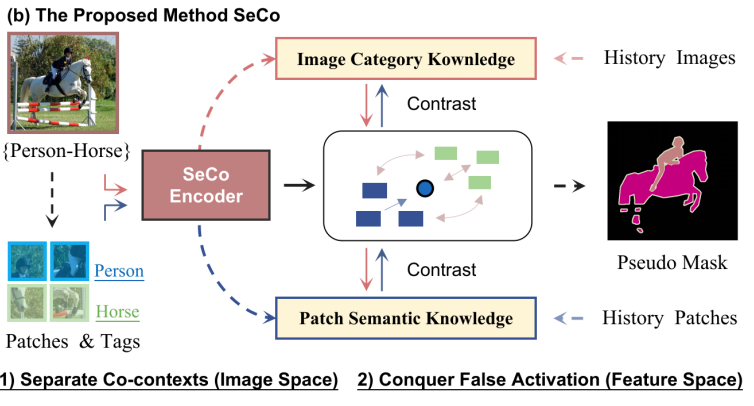 (b) The Proposed Method SeCo
Image Category Kownledge
History Images
Contrast
{Person-Horse}
SeCo
Encoder
Person
Horse
Patches & Tags
Contrast
Pseudo Mask
Patch Semantic Knowledge
History Patches
1) Separate Co-contexts (Image Space)
2) Conquer False Activation (Feature Space)